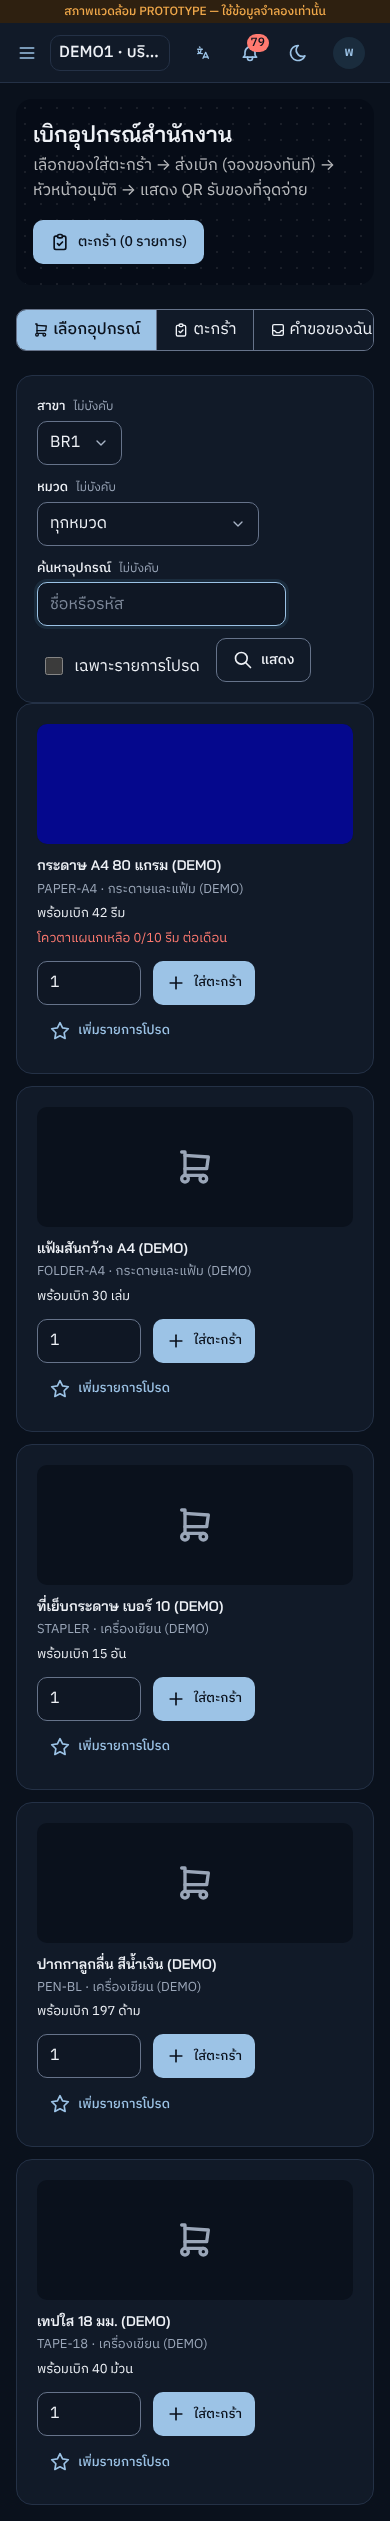 สภาพแวดล้อม PROTOTYPE — ใช้ข้อมูลจำลองเท่านั้น
DEMO1 · บริ...
79
พ
เบิกอุปกรณ์สำนักงาน
เลือกของใส่ตะกร้า → ส่งเบิก (จองของทันที) →
หัวหน้าอนุมัติ → แสดง QR รับของที่จุดจ่าย
ตะกร้า (0 รายการ)
เลือกอุปกรณ์
ตะกร้า
คำขอของฉัน
สาขา ไม่บังคับ
BR1
หมวด ไม่บังคับ
ทุกหมวด
ค้นหาอุปกรณ์ ไม่บังคับ
ชื่อหรือรหัส
เฉพาะรายการโปรด
แสดง
กระดาษ A4 80 แกรม (DEMO)
PAPER-A4 · กระดาษและแฟ้ม (DEMO)
พร้อมเบิก 42 รีม
โควตาแผนกเหลือ 0/10 รีม ต่อเดือน
1
ใส่ตะกร้า
เพิ่มรายการโปรด
แฟ้มสันกว้าง A4 (DEMO)
FOLDER-A4 · กระดาษและแฟ้ม (DEMO)
พร้อมเบิก 30 เล่ม
1
ใส่ตะกร้า
เพิ่มรายการโปรด
ที่เย็บกระดาษ เบอร์ 10 (DEMO)
STAPLER · เครื่องเขียน (DEMO)
พร้อมเบิก 15 อัน
1
ใส่ตะกร้า
เพิ่มรายการโปรด
ปากกาลูกลื่น สีน้ำเงิน (DEMO)
PEN-BL · เครื่องเขียน (DEMO)
พร้อมเบิก 197 ด้าม
1
ใส่ตะกร้า
เพิ่มรายการโปรด
เทปใส 18 มม. (DEMO)
TAPE-18 · เครื่องเขียน (DEMO)
พร้อมเบิก 40 ม้วน
1
ใส่ตะกร้า
เพิ่มรายการโปรด